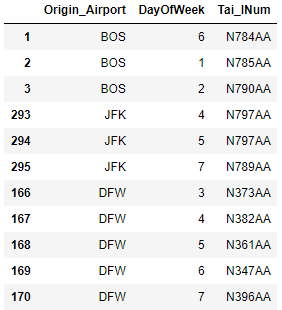 Origin_Airport DayOfWeek Tai_lNum
1 BOS 6 N784AA
2 BOS 1 N785AA
3 BOS 2 N790AA
293 JFK 4 N797AA
294 JFK 5 N797AA
295 JFK 7 N789AA
166 DFW 3 N373AA
167 DFW 4 N382AA
168 DFW 5 N361AA
169 DFW 6 N347AA
170 DFW 7 N396AA